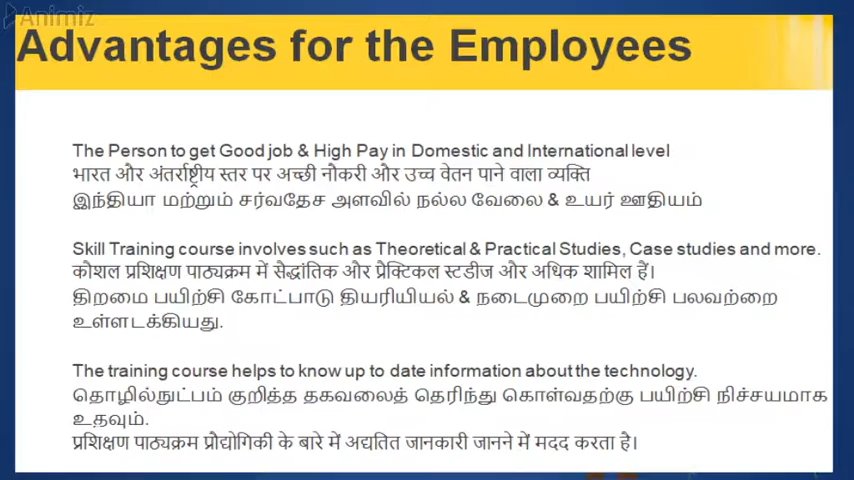 Animiz
Advantages for the Employees
The Person to get Good job & High Pay in Domestic and International level
भारत और अंतर्राष्ट्रीय स्तर पर अच्छी नौकरी और उच्च वेतन पाने वाला व्यक्ति
இந்தியா மற்றும் சர்வதேச அளவில் நல்ல வேலை & உயர் ஊதியம்
Skill Training course involves such as Theoretical & Practical Studies, Case studies and more.
कौशल प्रशिक्षण पाठ्यक्रम में सैद्धांतिक और प्रैक्टिकल स्टडीज और अधिक शामिल हैं।
திறமை பயிற்சி கோட்பாடு தியரியியல் & நடைமுறை பயிற்சி பலவற்றை
உள்ளடக்கியது.
The training course helps to know up to date information about the technology.
தொழில்நுட்பம் குறித்த தகவலைத் தெரிந்து கொள்வதற்கு பயிற்சி நிச்சயமாக
உதவும்.
प्रशिक्षण पाठ्यक्रम प्रौद्योगिकी के बारे में अद्यतित जानकारी जानने में मदद करता है।